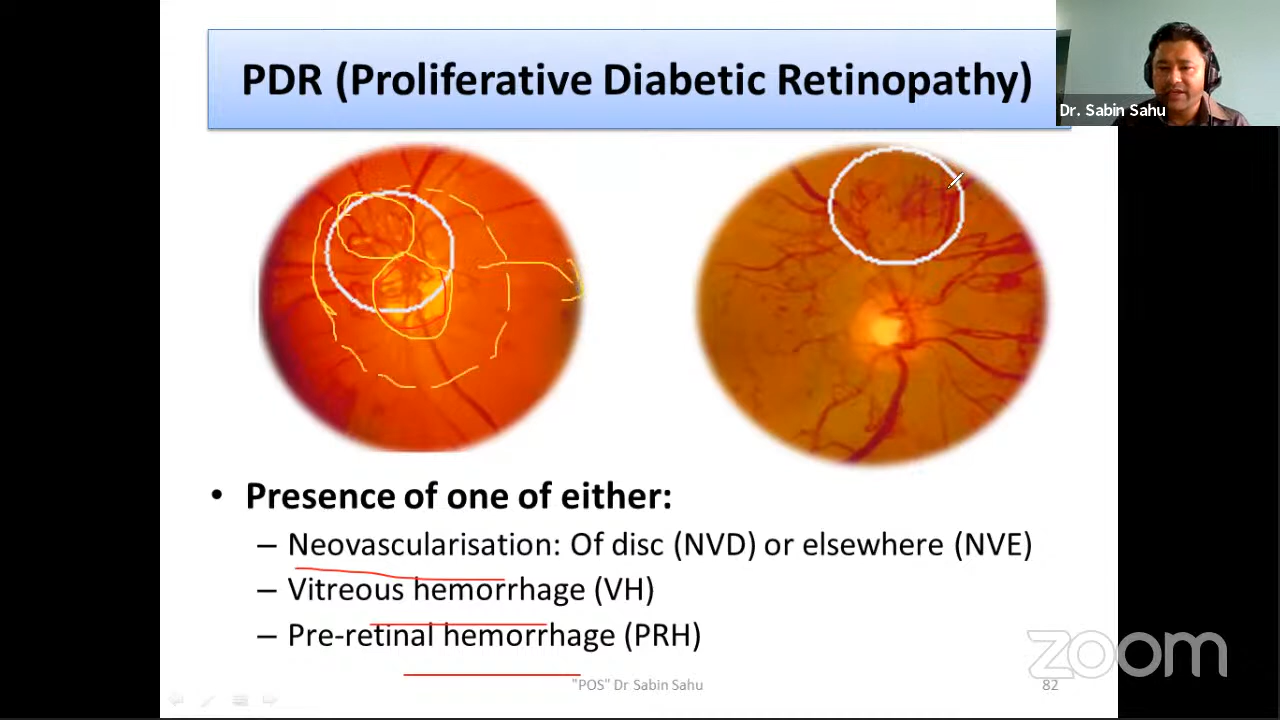 PDR (Proliferative Diabetic Retinopathy)
Dr. Sabin Sahu
• Presence of one of either:
– Neovascularisation: Of disc (NVD) or elsewhere (NVE)
– Vitreous hemorrhage (VH)
– Pre-retinal hemorrhage (PRH)
zoom
"POS" Dr Sabin Sahu
82